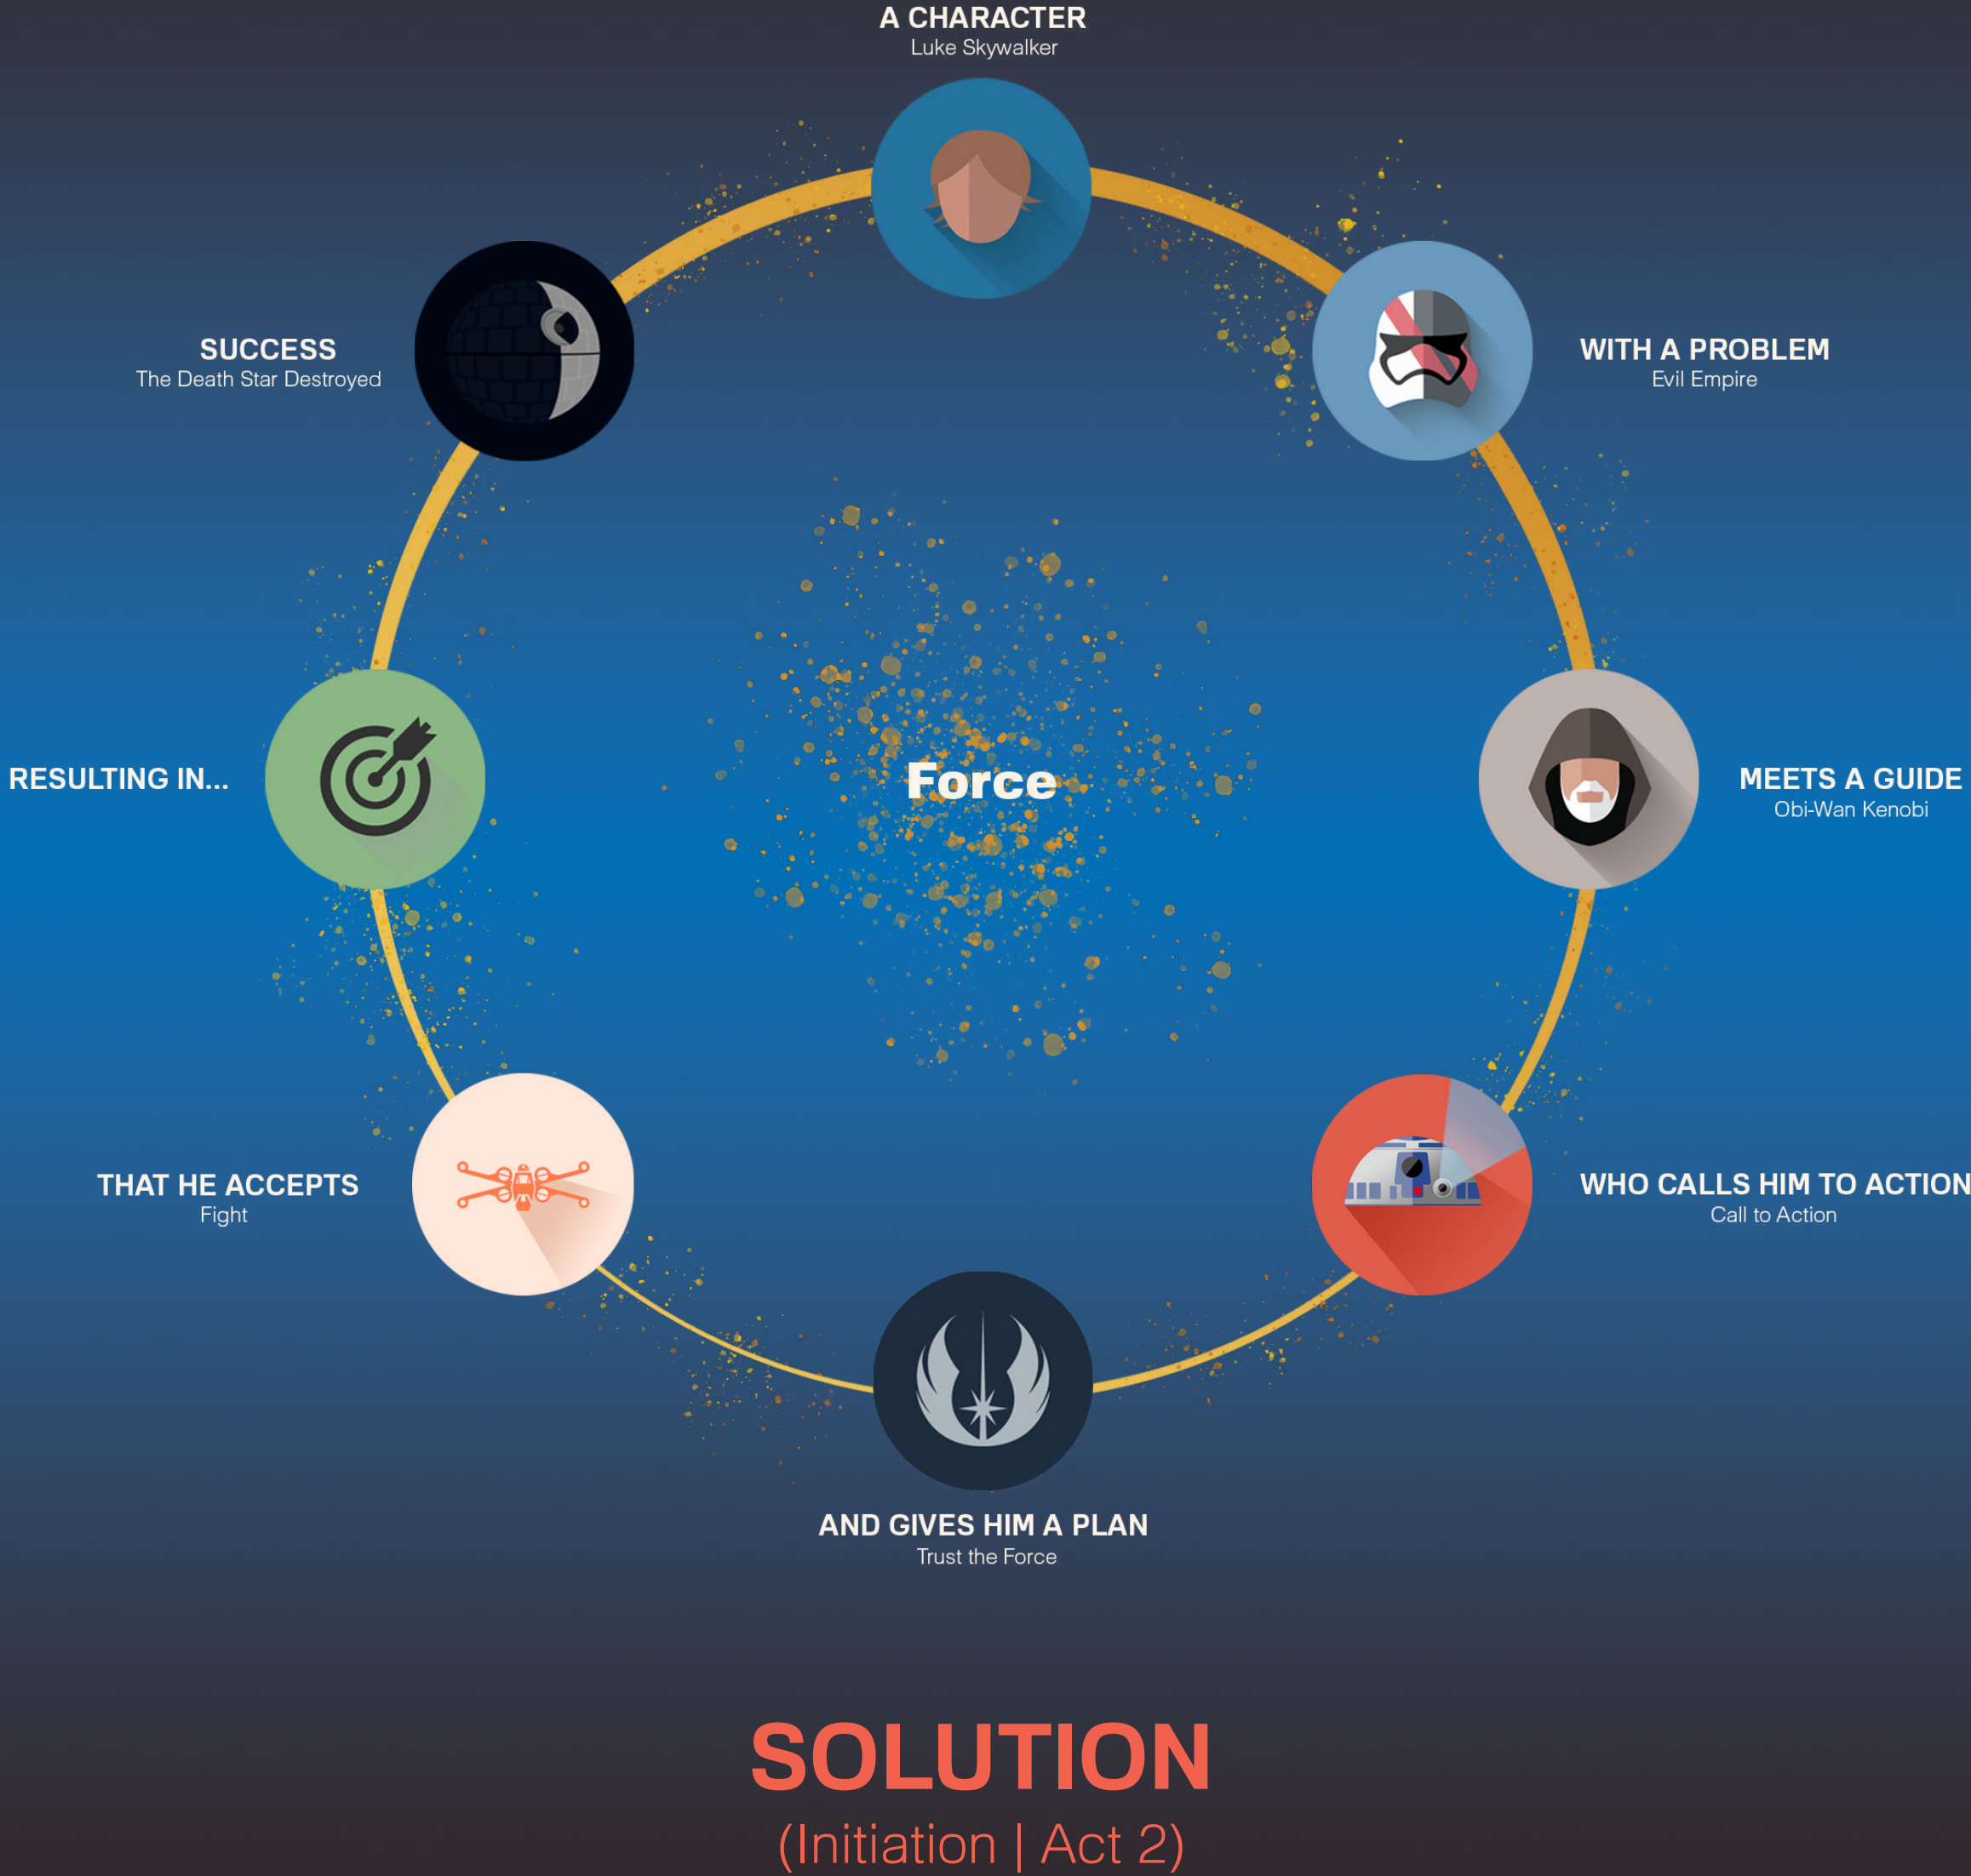 A CHARACTER
Luke Skywalker
WITH A PROBLEM
Evil Empire
MEETS A GUIDE
Obi-Wan Kenobi
WHO CALLS HIM TO ACTION
Call to Action
AND GIVES HIM A PLAN
Trust the Force
THAT HE ACCEPTS
Fight
RESULTING IN...
SUCCESS
The Death Star Destroyed
Force
SOLUTION
(Initiation | Act 2)